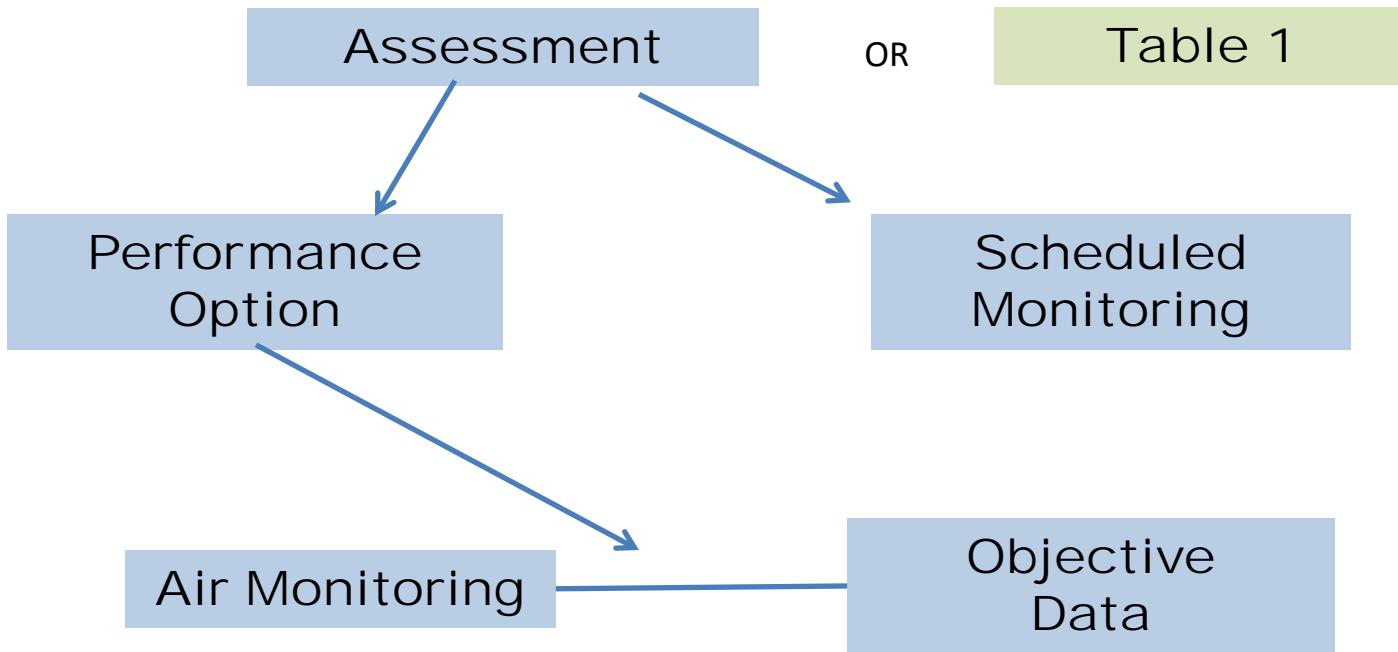 Assessment OR Table 1
Performance
Option
Scheduled
Monitoring
Air Monitoring
Objective
Data